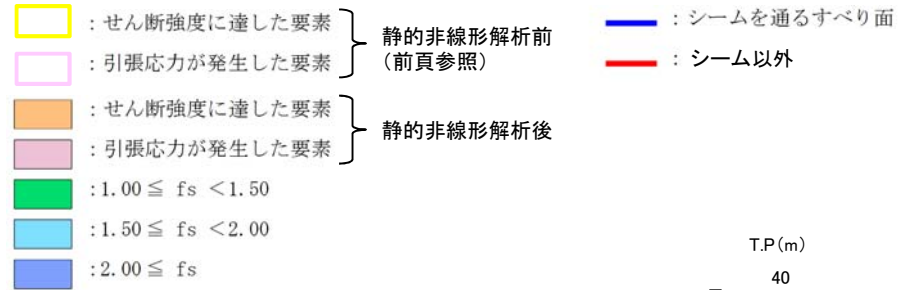 ：せん断強度に達した要素
：引張応力が発生した要素
静的非線形解析前
（前頁参照）
：せん断強度に達した要素
：引張応力が発生した要素
静的非線形解析後
:1.00≦ fs <1.50
:1.50≦ fs <2.00
:2.00≦ fs
：シームを通るすべり面
：シーム以外
T.P(m)
40